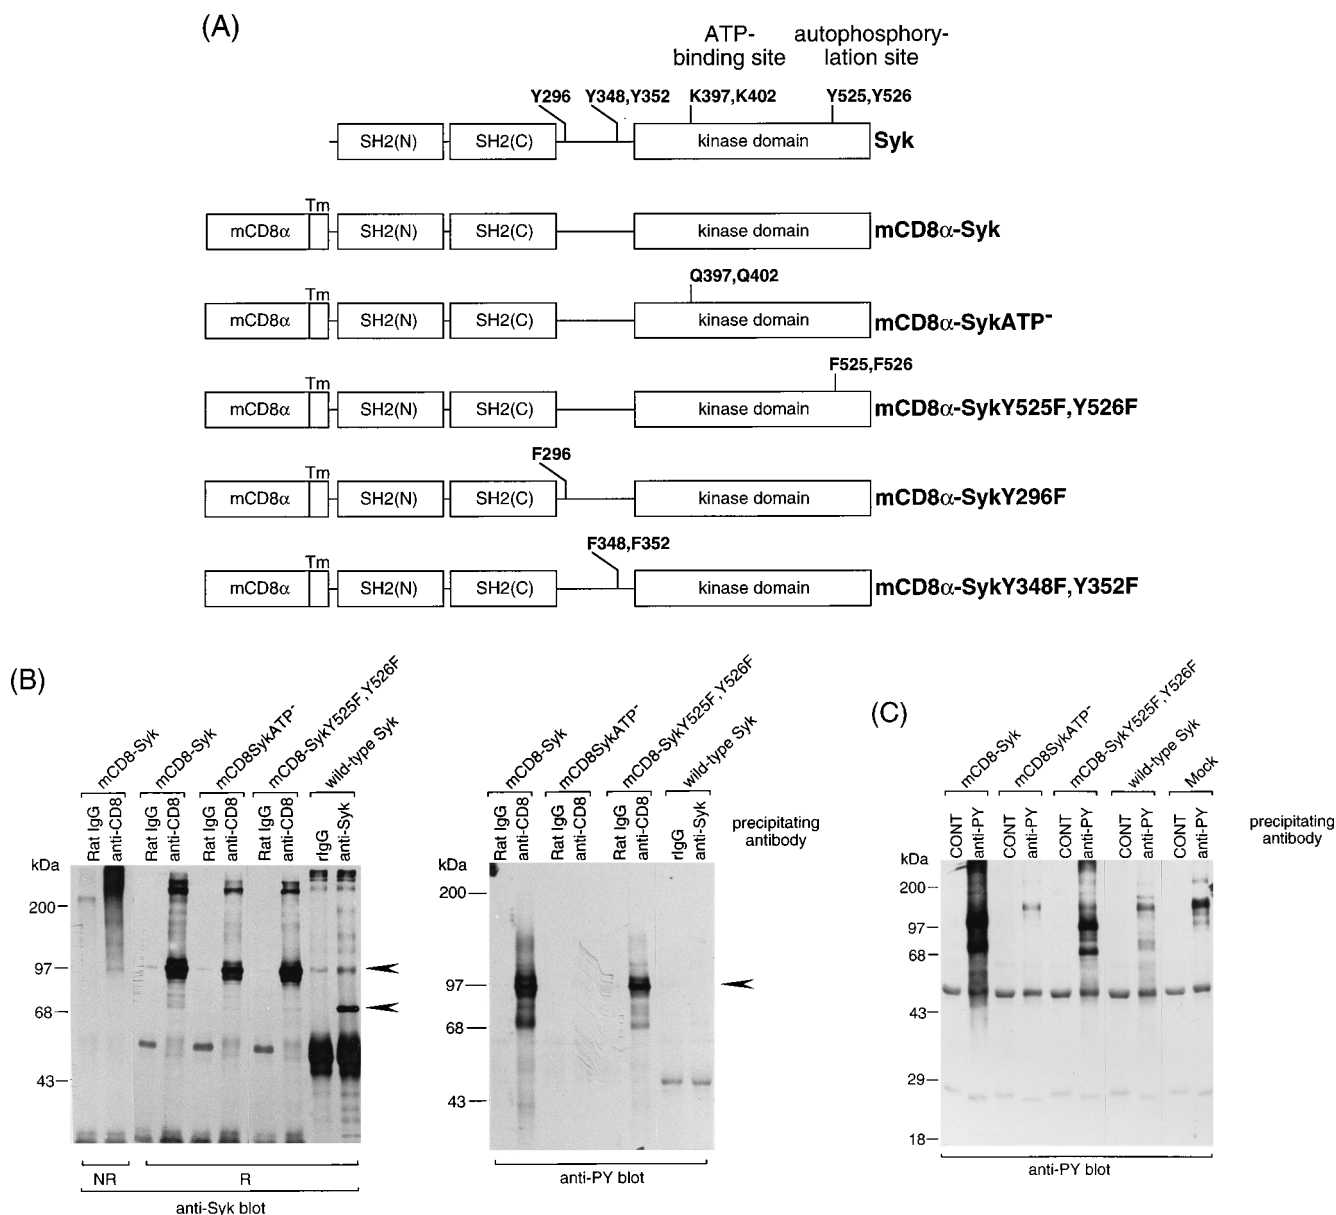 (A)
ATP-
binding site
autophosphory-
lation site
Y296
Y348,Y352
K397,K402
Y525,Y526
SH2(N)
SH2(C)
kinase domain
Syk
Tm
mCD8α
SH2(N)
SH2(C)
kinase domain
mCD8α-Syk
Q397,Q402
Tm
mCD8α
SH2(N)
SH2(C)
kinase domain
mCD8α-SykATP-
F525,F526
Tm
mCD8α
SH2(N)
SH2(C)
kinase domain
mCD8α-SykY525F,Y526F
F296
Tm
mCD8α
SH2(N)
SH2(C)
kinase domain
mCD8α-SykY296F
F348,F352
Tm
mCD8α
SH2(N)
SH2(C)
kinase domain
mCD8α-SykY348F,Y352F
(B)
mCD8-Syk
mCD8-Syk
mCD8SykATP-
mCD8-SykY525F,Y526F
wild-type Syk
Rat IgG
anti-CD8
Rat IgG
anti-CD8
Rat IgG
anti-CD8
Rat IgG
anti-CD8
rIgG
anti-Syk
kDa
200
97
68
43
NR
R
anti-Syk blot
mCD8-Syk
mCD8SykATP-
mCD8-SykY525F,Y526F
wild-type Syk
Rat IgG
anti-CD8
Rat IgG
anti-CD8
Rat IgG
anti-CD8
rIgG
anti-Syk
precipitating
antibody
kDa
200
97
68
43
anti-PY blot
(C)
mCD8-Syk
mCD8SykATP-
mCD8-SykY525F,Y526F
wild-type Syk
Mock
CONT
anti-PY
CONT
anti-PY
CONT
anti-PY
CONT
anti-PY
CONT
anti-PY
precipitating
antibody
kDa
200
97
68
43
29
18
anti-PY blot